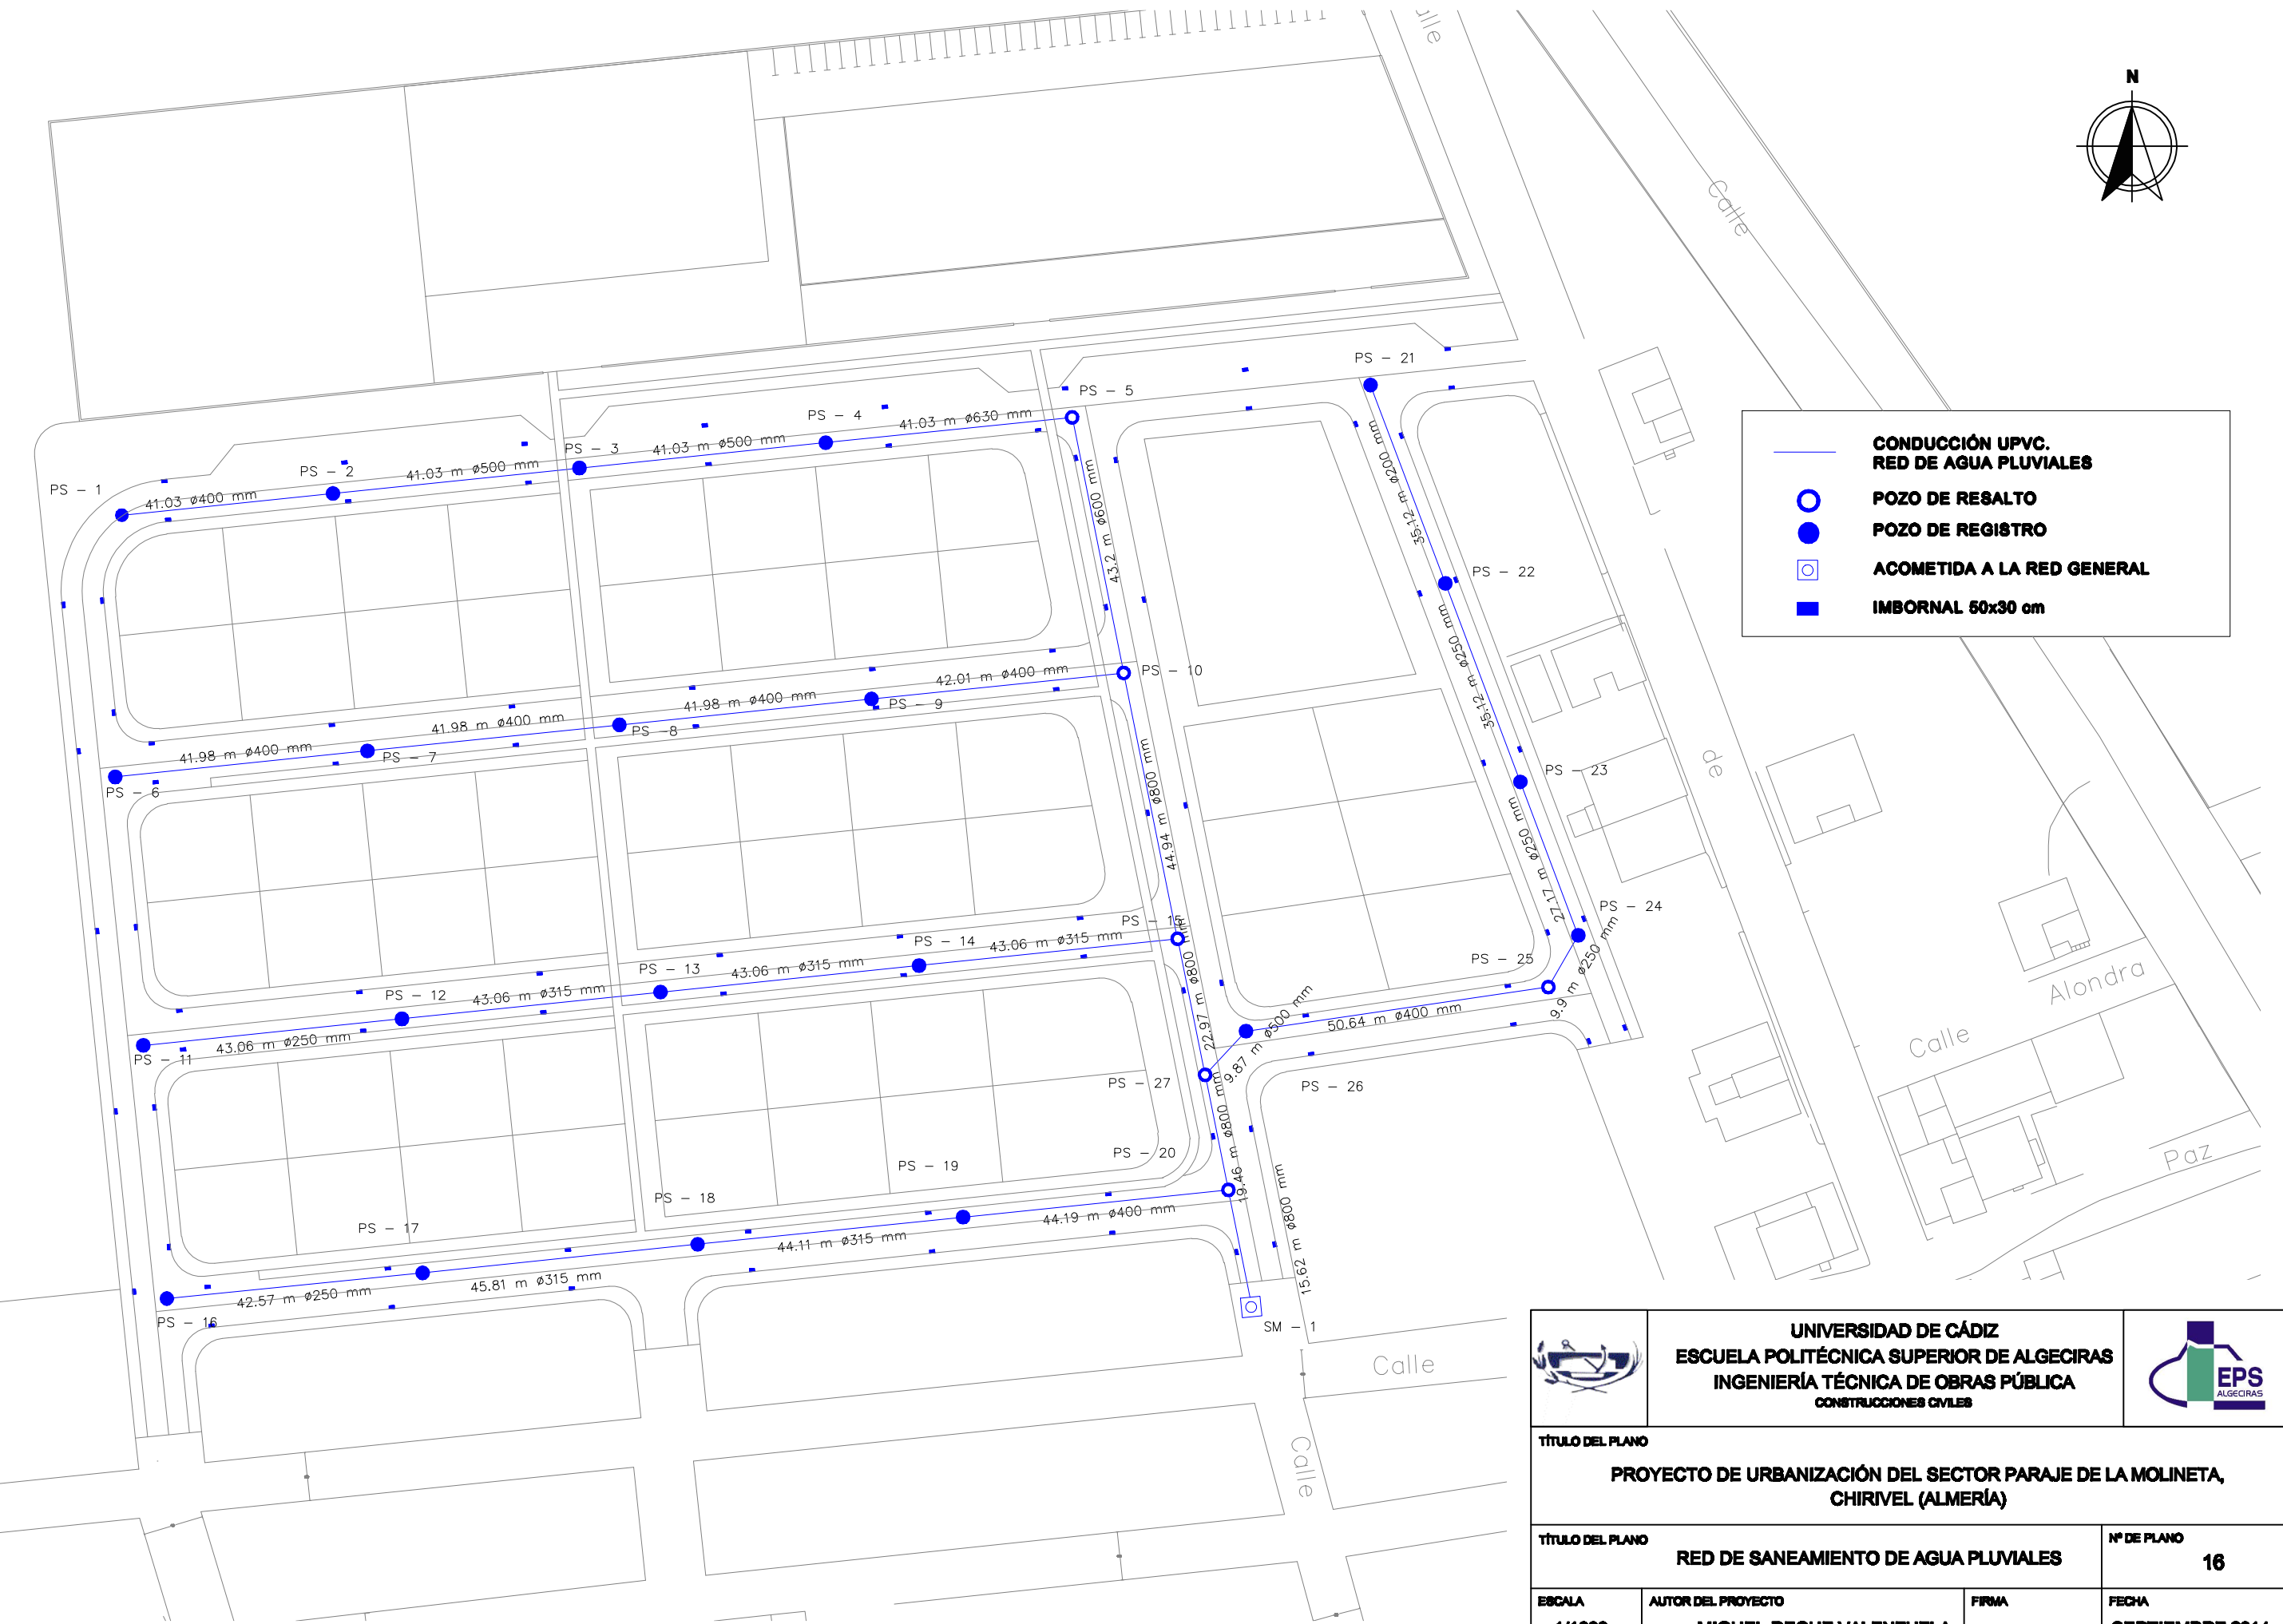 alle
N
Calle
PS - 21
PS - 5
PS - 4
41.03 m ø630 mm
PS - 3
41.03 m ø500 mm
PS - 2
41.03 m ø500 mm
PS - 1
41.03 ø400 mm
35.12 m ø200 mm
43.2 m ø600 mm
CONDUCCIÓN UPVC.
RED DE AGUA PLUVIALES
POZO DE RESALTO
POZO DE REGISTRO
ACOMETIDA A LA RED GENERAL
IMBORNAL 50x30 cm
PS - 22
35.12 m ø250 mm
PS - 10
42.01 m ø400 mm
PS - 9
41.98 m ø400 mm
PS -8
41.98 m ø400 mm
PS - 7
41.98 m ø400 mm
PS - 6
de
PS - 23
44.94 m ø800 mm
27.17 m ø250 mm
PS - 24
PS - 15
43.06 m ø315 mm
PS - 14
43.06 m ø315 mm
PS - 13
43.06 m ø315 mm
PS - 12
43.06 m ø250 mm
PS - 11
PS - 25
9.9 m ø250 mm
50.64 m ø400 mm
22.97 m ø800 mm
9.87 m ø500 mm
PS - 26
PS - 27
Calle
Alondra
Paz
19.46 m ø800 mm
PS - 20
PS - 19
44.19 m ø400 mm
PS - 18
44.11 m ø315 mm
PS - 17
45.81 m ø315 mm
42.57 m ø250 mm
PS - 16
15.62 m ø800 mm
SM - 1
Calle
Calle
UNIVERSIDAD DE CÁDIZ
ESCUELA POLITÉCNICA SUPERIOR DE ALGECIRAS
INGENIERÍA TÉCNICA DE OBRAS PÚBLICA
CONSTRUCCIONES CIVILES
EPS
ALGECIRAS
TÍTULO DEL PLANO
PROYECTO DE URBANIZACIÓN DEL SECTOR PARAJE DE LA MOLINETA,
CHIRIVEL (ALMERÍA)
TÍTULO DEL PLANO
RED DE SANEAMIENTO DE AGUA PLUVIALES
Nº DE PLANO
16
ESCALA
AUTOR DEL PROYECTO
FIRMA
FECHA